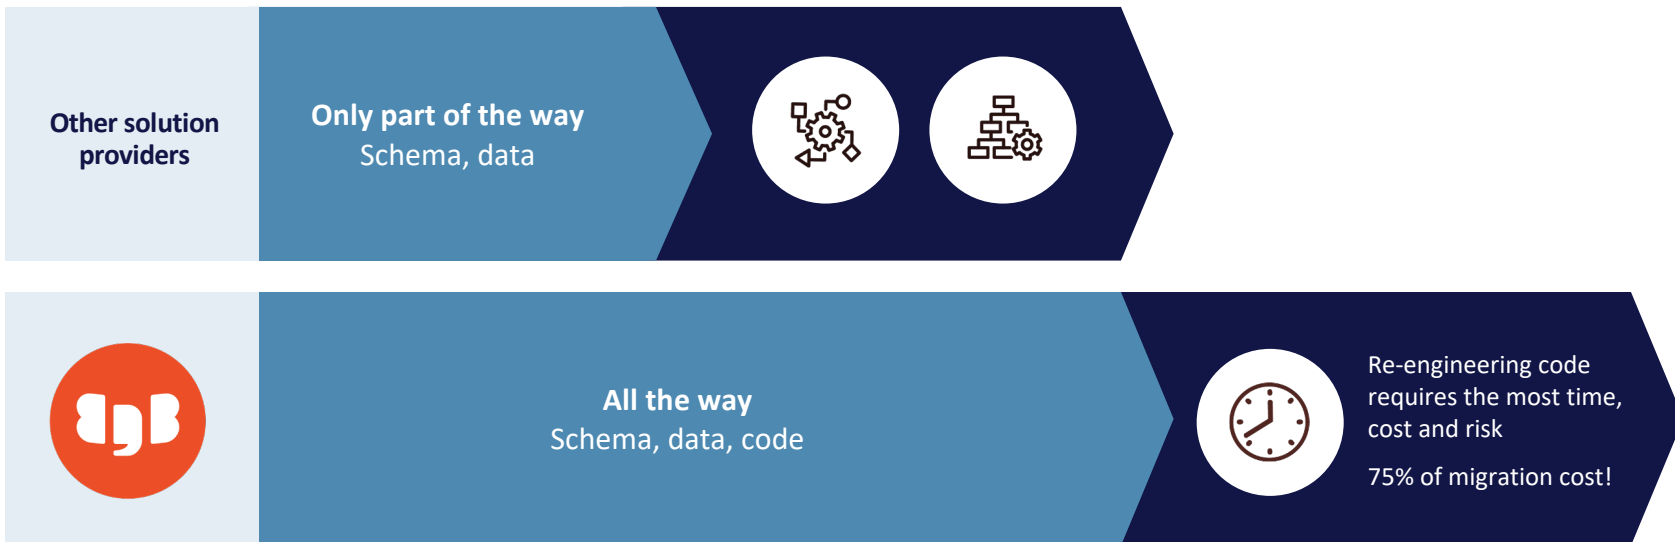 Other solution
providers
Only part of the way
Schema, data
All the way
Schema, data, code
Re-engineering code
requires the most time,
cost and risk
75% of migration cost!